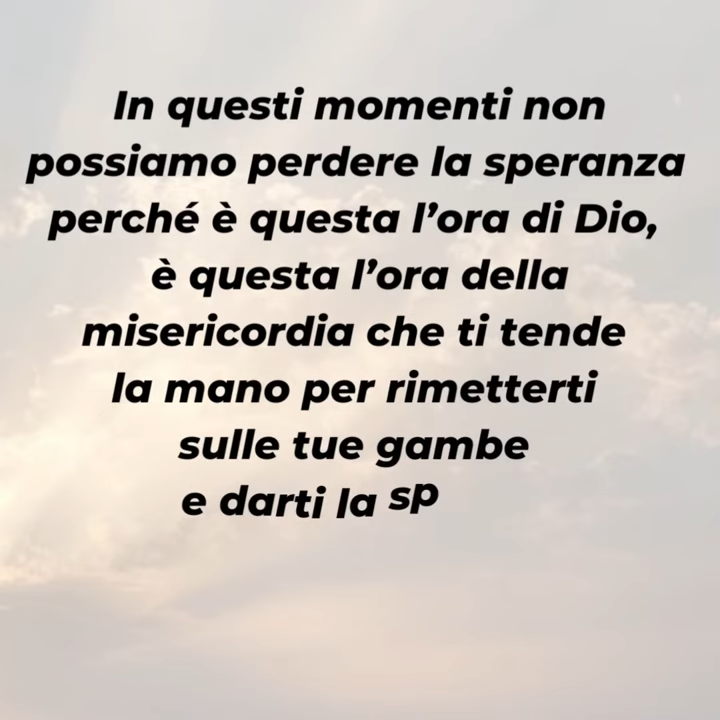 In questi momenti non
possiamo perdere la speranza
perché è questa l’ora di Dio,
è questa l’ora della
misericordia che ti tende
la mano per rimetterti
sulle tue gambe
e darti la sp